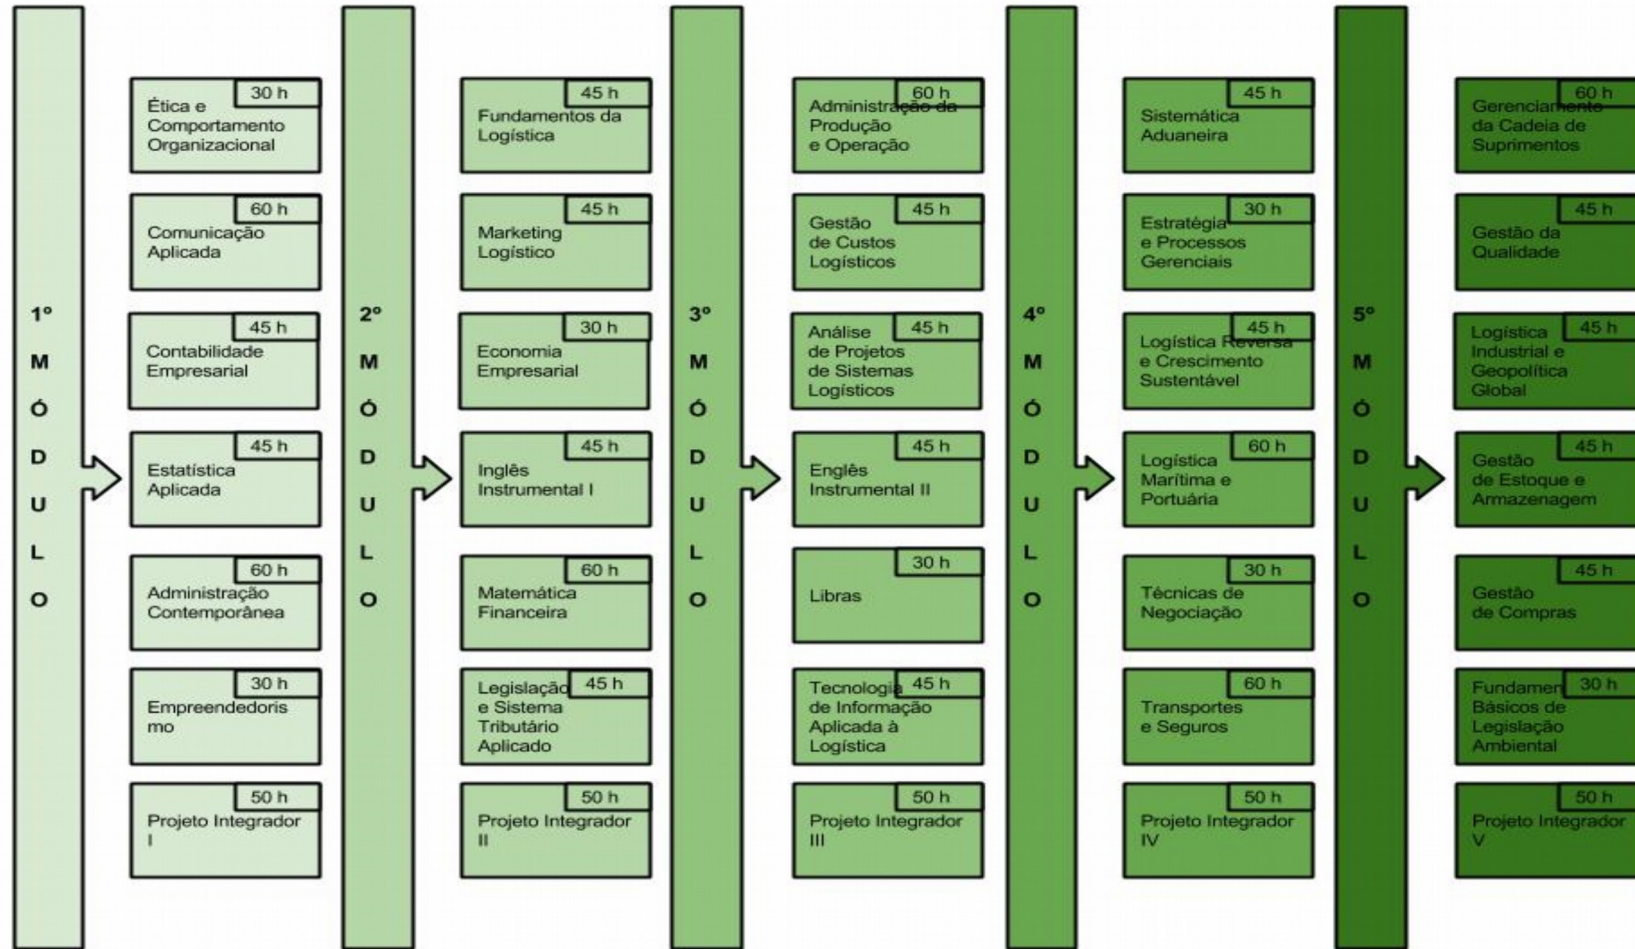 1º
M
Ó
D
U
L
O
30 h
Ética e
Comportamento
Organizacional
60 h
Comunicação
Aplicada
45 h
Contabilidade
Empresarial
45 h
Estatística
Aplicada
60 h
Administração
Contemporânea
30 h
Empreendedoris
mo
50 h
Projeto Integrador
I
2º
M
Ó
D
U
L
O
45 h
Fundamentos da
Logística
45 h
Marketing
Logístico
30 h
Economia
Empresarial
45 h
Inglês
Instrumental I
60 h
Matemática
Financeira
45 h
Legislação
e Sistema
Tributário
Aplicado
50 h
Projeto Integrador
II
3º
M
Ó
D
U
L
O
60 h
Administração da
Produção
e Operação
45 h
Gestão
de Custos
Logísticos
45 h
Análise
de Projetos
de Sistemas
Logísticos
45 h
Englês
Instrumental II
30 h
Libras
45 h
Tecnologia
de Informação
Aplicada à
Logística
50 h
Projeto Integrador
III
4º
M
Ó
D
U
L
O
45 h
Sistemática
Aduaneira
30 h
Estratégia
e Processos
Gerenciais
45 h
Logística Reversa
e Crescimento
Sustentável
60 h
Logística
Marítima e
Portuária
30 h
Técnicas de
Negociação
60 h
Transportes
e Seguros
50 h
Projeto Integrador
IV
5º
M
Ó
D
U
L
O
60 h
Gerenciamento
da Cadeia de
Suprimentos
45 h
Gestão da
Qualidade
45 h
Logística
Industrial e
Geopolítica
Global
45 h
Gestão
de Estoque e
Armazenagem
45 h
Gestão
de Compras
30 h
Fundamen
Básicos de
Legislação
Ambiental
50 h
Projeto Integrador
V